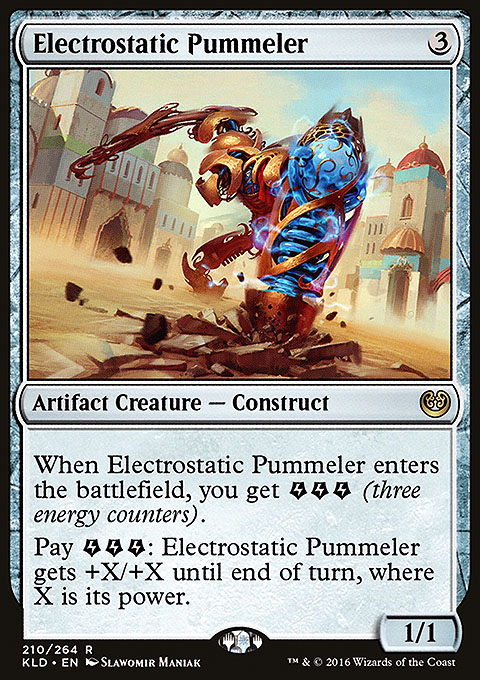 Electrostatic Pummeler 3
Artifact Creature — Construct
When Electrostatic Pummeler enters
the battlefield, you get (three
energy counters).
Pay : Electrostatic Pummeler
gets +X/+X until end of turn, where
X is its power.
1/1
210/264 R
KLD • EN Slawomir Maniak
™ & © 2016 Wizards of the Coast